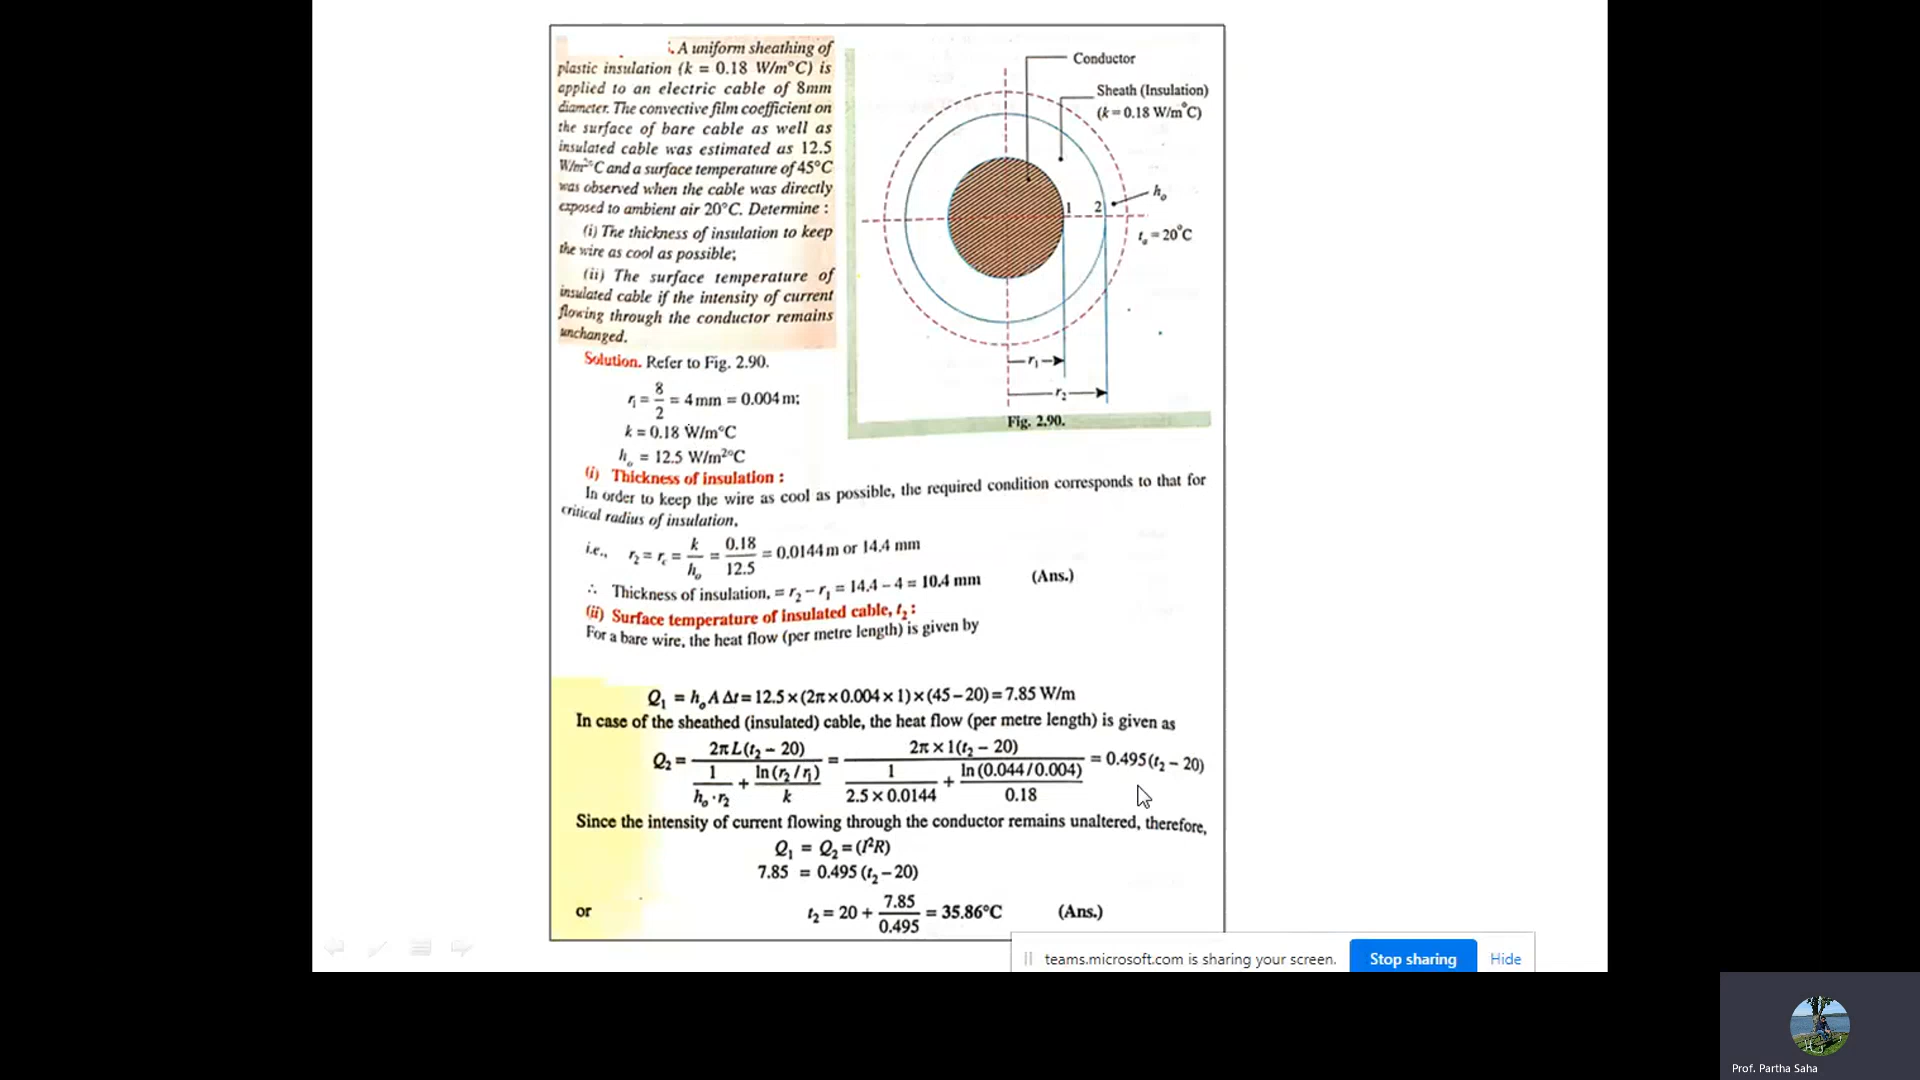 . A uniform sheathing of
plastic insulation (k = 0.18 W/m°C) is
applied to an electric cable of 8mm
diameter. The convective film coefficient on
the surface of bare cable as well as
insulated cable was estimated as 12.5
W/m²°C and a surface temperature of 45°C
was observed when the cable was directly
exposed to ambient air 20°C. Determine :
(i) The thickness of insulation to keep
the wire as cool as possible;
(ii) The surface temperature of
insulated cable if the intensity of current
flowing through the conductor remains
unchanged.
Conductor
Sheath (Insulation)
(k = 0.18 W/m°C)
hₒ
1 2
tₐ = 20°C
r₁
r₂
Fig. 2.90.
Solution. Refer to Fig. 2.90.
r₁ = 8/2 = 4 mm = 0.004 m;
k = 0.18 W/m°C
hₒ = 12.5 W/m²°C
(i) Thickness of insulation :
In order to keep the wire as cool as possible, the required condition corresponds to that for
critical radius of insulation,
i.e., r₂ = r_c = k/hₒ = 0.18/12.5 = 0.0144 m or 14.4 mm
∴ Thickness of insulation, = r₂ – r₁ = 14.4 – 4 = 10.4 mm (Ans.)
(ii) Surface temperature of insulated cable, t₂ :
For a bare wire, the heat flow (per metre length) is given by
Q₁ = hₒ A Δt = 12.5 × (2π × 0.004 × 1) × (45 – 20) = 7.85 W/m
In case of the sheathed (insulated) cable, the heat flow (per metre length) is given as
Q₂ = 2π L(t₂ – 20) / (1/(hₒ · r₂) + ln (r₂ / r₁)/k) = 2π × 1(t₂ – 20) / (1/(2.5 × 0.0144) + ln (0.044 / 0.004)/0.18) = 0.495 (t₂ – 20)
Since the intensity of current flowing through the conductor remains unaltered, therefore,
Q₁ = Q₂ = (I²R)
7.85 = 0.495 (t₂ – 20)
or t₂ = 20 + 7.85/0.495 = 35.86°C (Ans.)
teams.microsoft.com is sharing your screen. Stop sharing Hide
Prof. Partha Saha